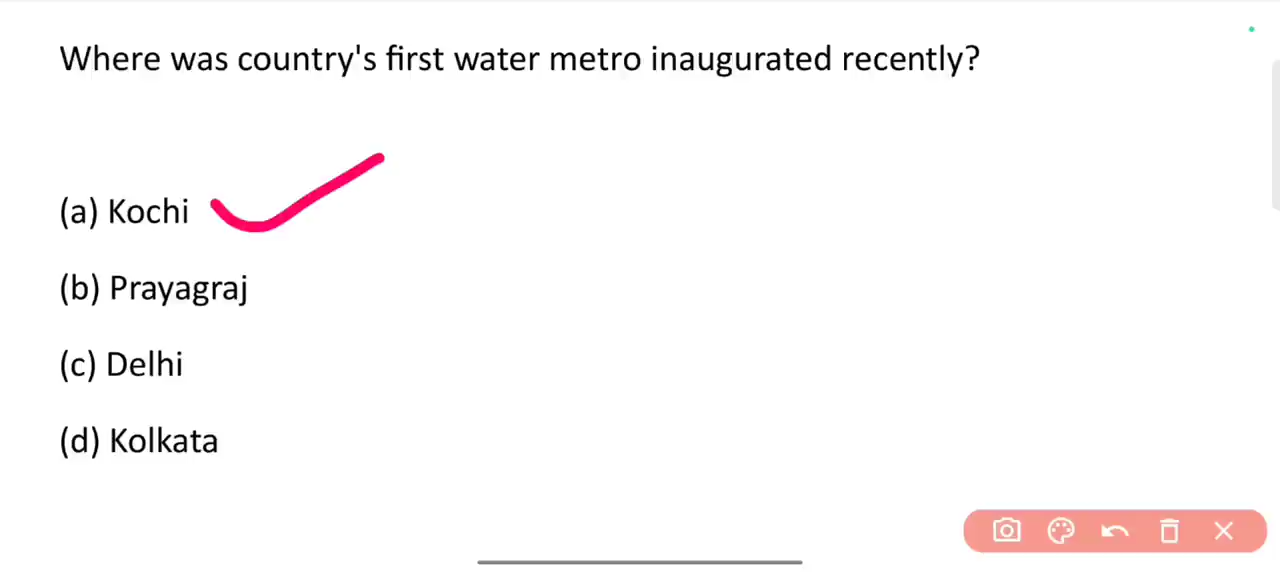 Where was country's first water metro inaugurated recently?
(a) Kochi
(b) Prayagraj
(c) Delhi
(d) Kolkata